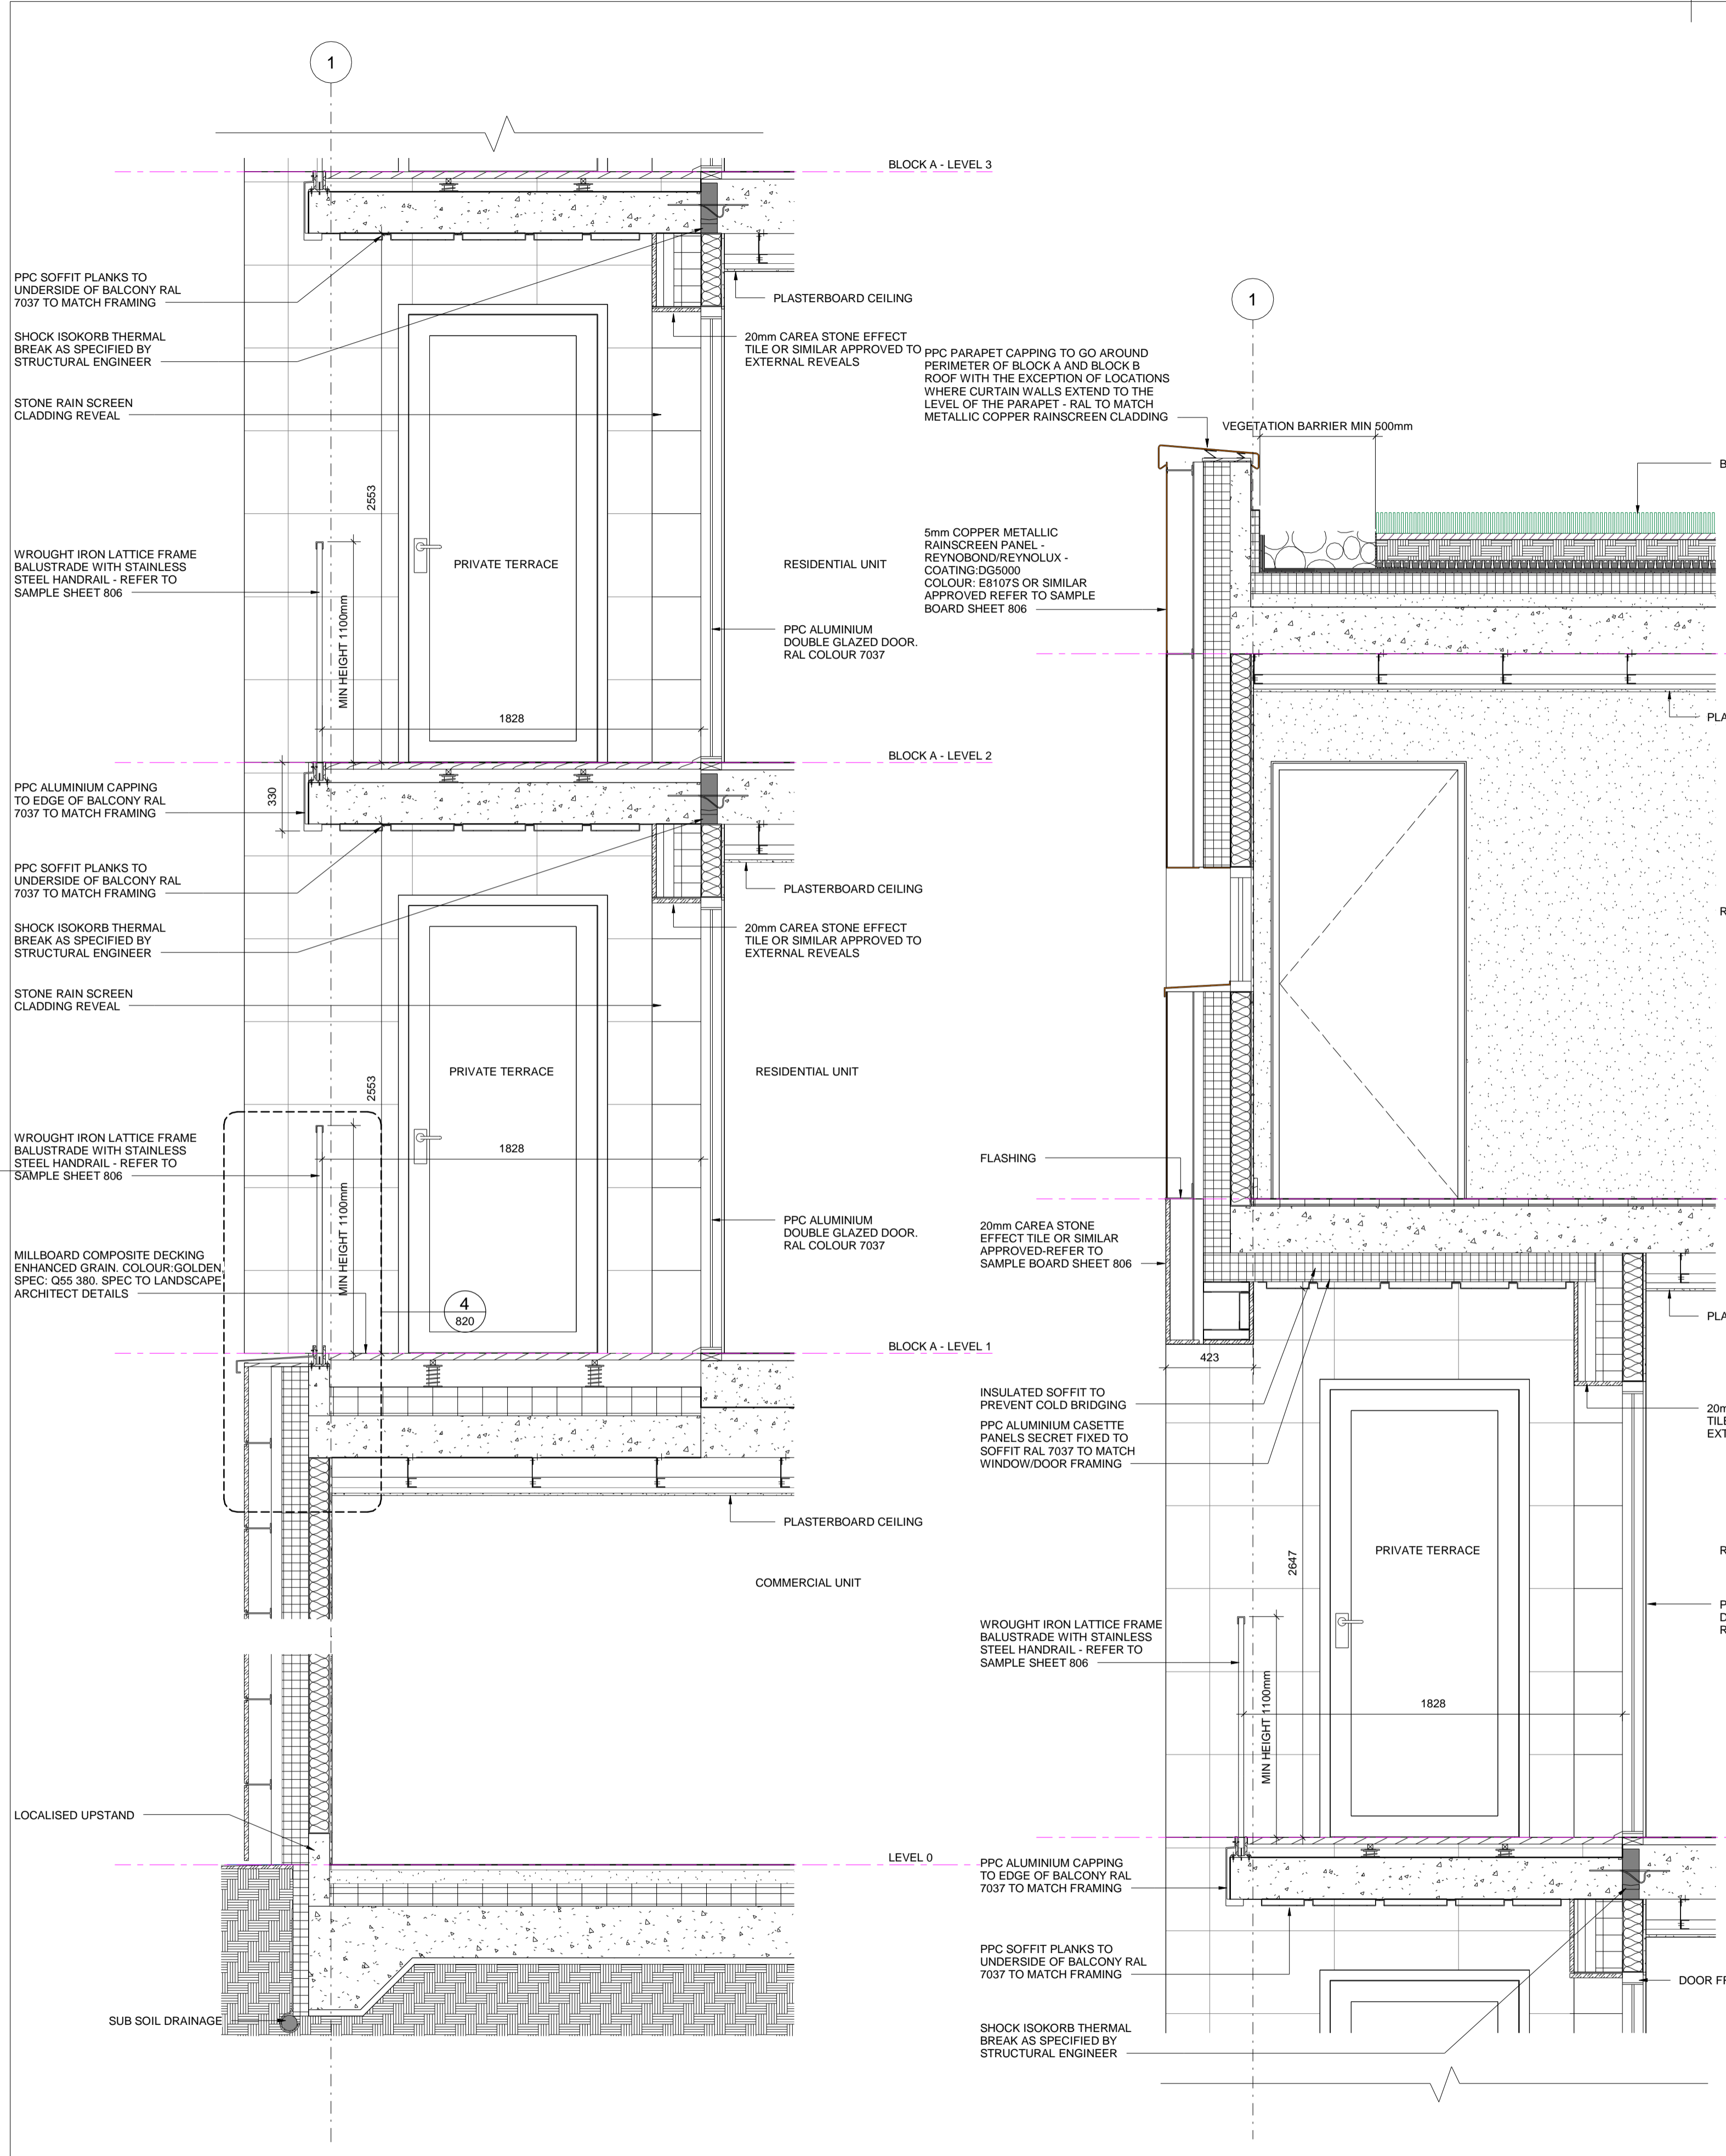 1
BLOCK A - LEVEL 3
PPC SOFFIT PLANKS TO
UNDERSIDE OF BALCONY RAL
7037 TO MATCH FRAMING
PLASTERBOARD CEILING
SHOCK ISOKORB THERMAL
BREAK AS SPECIFIED BY
STRUCTURAL ENGINEER
20mm CAREA STONE EFFECT
TILE OR SIMILAR APPROVED TO
EXTERNAL REVEALS
STONE RAIN SCREEN
CLADDING REVEAL
2553
WROUGHT IRON LATTICE FRAME
BALUSTRADE WITH STAINLESS
STEEL HANDRAIL - REFER TO
SAMPLE SHEET 806
PRIVATE TERRACE
RESIDENTIAL UNIT
MIN HEIGHT 1100mm
PPC ALUMINIUM
DOUBLE GLAZED DOOR.
RAL COLOUR 7037
1828
BLOCK A - LEVEL 2
PPC ALUMINIUM CAPPING
TO EDGE OF BALCONY RAL
7037 TO MATCH FRAMING
330
PPC SOFFIT PLANKS TO
UNDERSIDE OF BALCONY RAL
7037 TO MATCH FRAMING
PLASTERBOARD CEILING
SHOCK ISOKORB THERMAL
BREAK AS SPECIFIED BY
STRUCTURAL ENGINEER
20mm CAREA STONE EFFECT
TILE OR SIMILAR APPROVED TO
EXTERNAL REVEALS
STONE RAIN SCREEN
CLADDING REVEAL
PRIVATE TERRACE
RESIDENTIAL UNIT
2553
WROUGHT IRON LATTICE FRAME
BALUSTRADE WITH STAINLESS
STEEL HANDRAIL - REFER TO
SAMPLE SHEET 806
1828
MIN HEIGHT 1100mm
PPC ALUMINIUM
DOUBLE GLAZED DOOR.
RAL COLOUR 7037
MILLBOARD COMPOSITE DECKING
ENHANCED GRAIN. COLOUR:GOLDEN,
SPEC: Q55 380. SPEC TO LANDSCAPE
ARCHITECT DETAILS
4
820
BLOCK A - LEVEL 1
PLASTERBOARD CEILING
COMMERCIAL UNIT
LOCALISED UPSTAND
LEVEL 0
SUB SOIL DRAINAGE
1
PPC PARAPET CAPPING TO GO AROUND
PERIMETER OF BLOCK A AND BLOCK B
ROOF WITH THE EXCEPTION OF LOCATIONS
WHERE CURTAIN WALLS EXTEND TO THE
LEVEL OF THE PARAPET - RAL TO MATCH
METALLIC COPPER RAINSCREEN CLADDING
VEGETATION BARRIER MIN 500mm
B
5mm COPPER METALLIC
RAINSCREEN PANEL -
REYNOBOND/REYNOLUX -
COATING:DG5000
COLOUR: E8107S OR SIMILAR
APPROVED REFER TO SAMPLE
BOARD SHEET 806
PLA
R
FLASHING
20mm CAREA STONE
EFFECT TILE OR SIMILAR
APPROVED-REFER TO
SAMPLE BOARD SHEET 806
PLA
423
INSULATED SOFFIT TO
PREVENT COLD BRIDGING
PPC ALUMINIUM CASETTE
PANELS SECRET FIXED TO
SOFFIT RAL 7037 TO MATCH
WINDOW/DOOR FRAMING
TILE
EXT
PRIVATE TERRACE
R
2647
WROUGHT IRON LATTICE FRAME
BALUSTRADE WITH STAINLESS
STEEL HANDRAIL - REFER TO
SAMPLE SHEET 806
P
D
R
1828
MIN HEIGHT 1100mm
PPC ALUMINIUM CAPPING
TO EDGE OF BALCONY RAL
7037 TO MATCH FRAMING
PPC SOFFIT PLANKS TO
UNDERSIDE OF BALCONY RAL
7037 TO MATCH FRAMING
DOOR FR
SHOCK ISOKORB THERMAL
BREAK AS SPECIFIED BY
STRUCTURAL ENGINEER